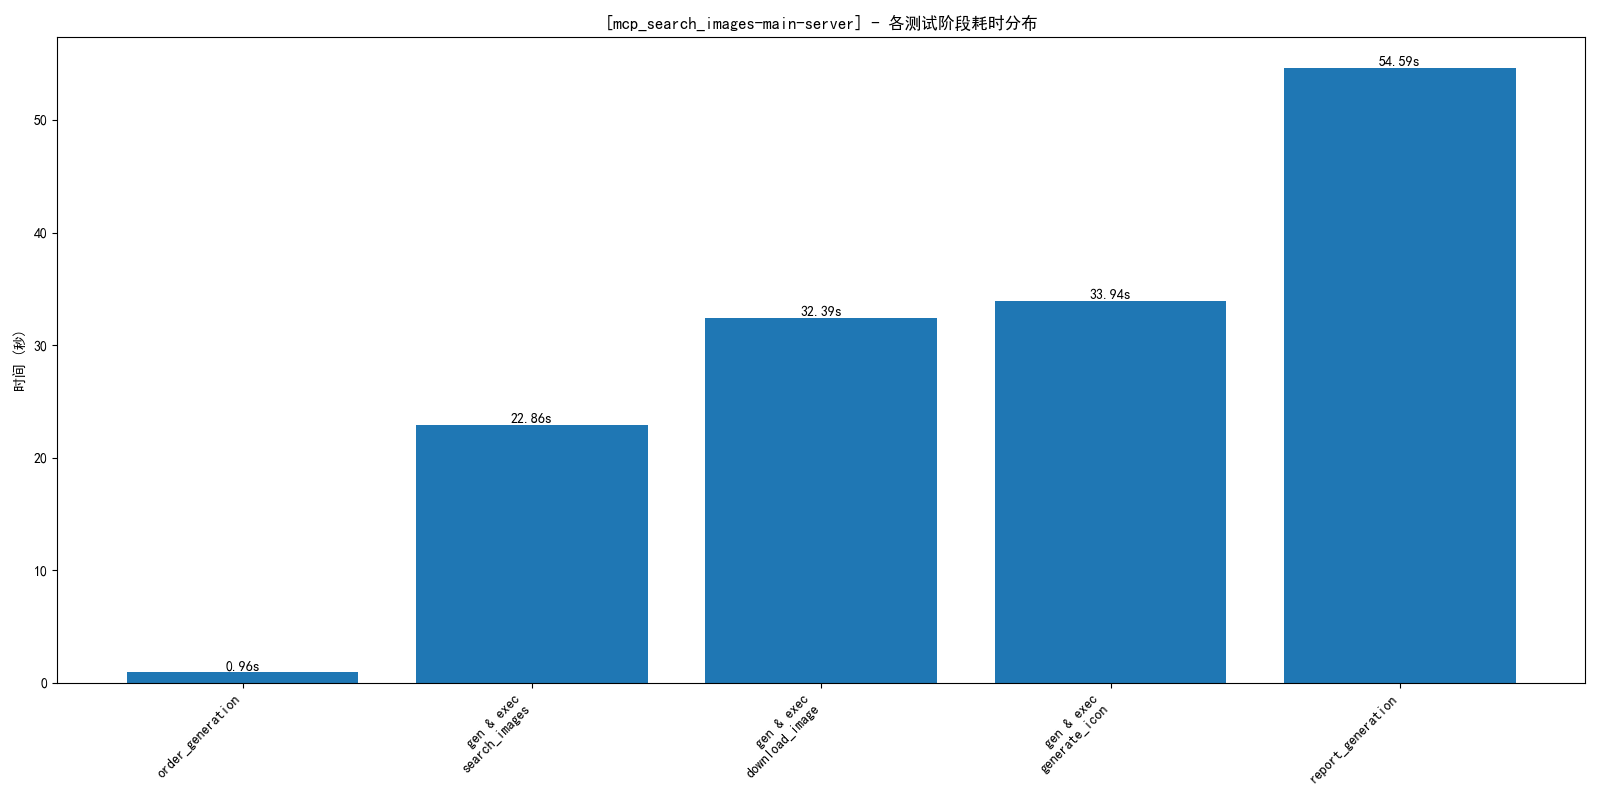 [mcp_search_images-main-server] - 各测试阶段耗时分布
时间 (秒)
50
40
30
20
10
0
0.96s
22.86s
32.39s
33.94s
54.59s
order_generation
gen & exec
search_images
gen & exec
download_image
gen & exec
generate_icon
report_generation